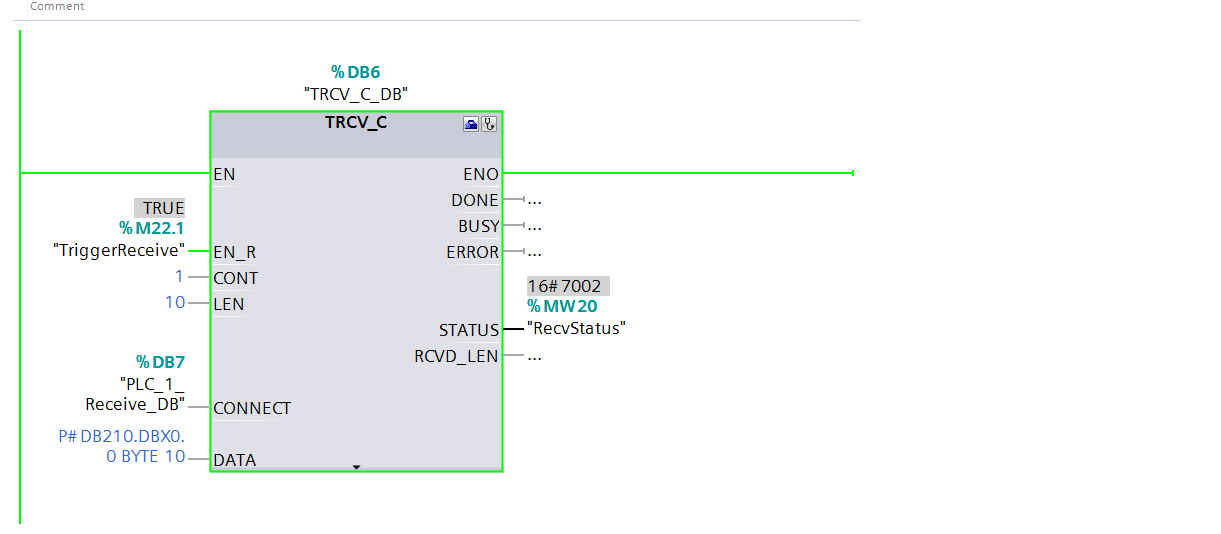 Comment
%DB6
"TRCV_C_DB"
TRCV_C
EN
ENO
DONE
...
BUSY
...
TRUE
%M22.1
"TriggerReceive"
EN_R
ERROR
...
1
CONT
10
LEN
16#7002
%MW20
STATUS
"RecvStatus"
RCVD_LEN
...
%DB7
"PLC_1_
Receive_DB"
CONNECT
P#DB210.DBX0.
0 BYTE 10
DATA